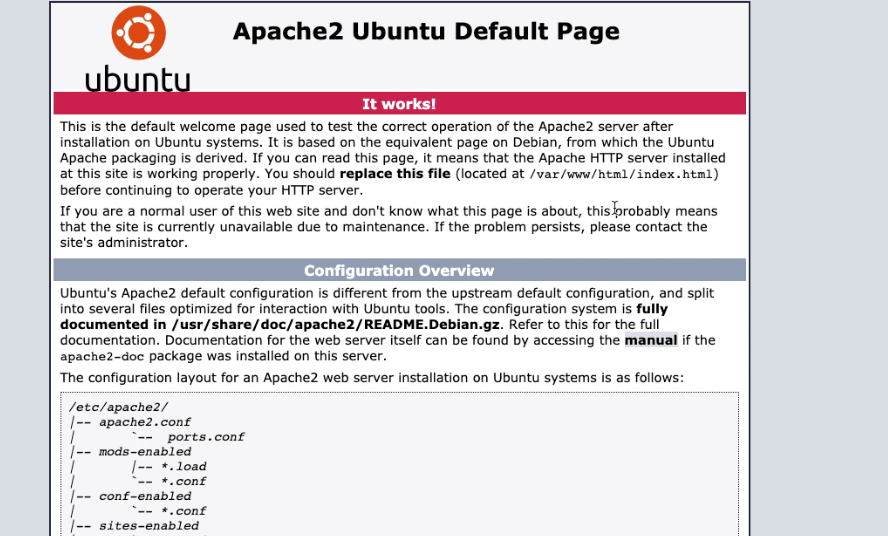 Apache2 Ubuntu Default Page
ubuntu
It works!
This is the default welcome page used to test the correct operation of the Apache2 server after
installation on Ubuntu systems. It is based on the equivalent page on Debian, from which the Ubuntu
Apache packaging is derived. If you can read this page, it means that the Apache HTTP server installed
at this site is working properly. You should replace this file (located at /var/www/html/index.html)
before continuing to operate your HTTP server.
If you are a normal user of this web site and don't know what this page is about, this probably means
that the site is currently unavailable due to maintenance. If the problem persists, please contact the
site's administrator.
Configuration Overview
Ubuntu's Apache2 default configuration is different from the upstream default configuration, and split
into several files optimized for interaction with Ubuntu tools. The configuration system is fully
documented in /usr/share/doc/apache2/README.Debian.gz. Refer to this for the full
documentation. Documentation for the web server itself can be found by accessing the manual if the
apache2-doc package was installed on this server.
The configuration layout for an Apache2 web server installation on Ubuntu systems is as follows:
/etc/apache2/
|-- apache2.conf
|       `--  ports.conf
|-- mods-enabled
|       |-- *.load
|       `-- *.conf
|-- conf-enabled
|       `-- *.conf
|-- sites-enabled